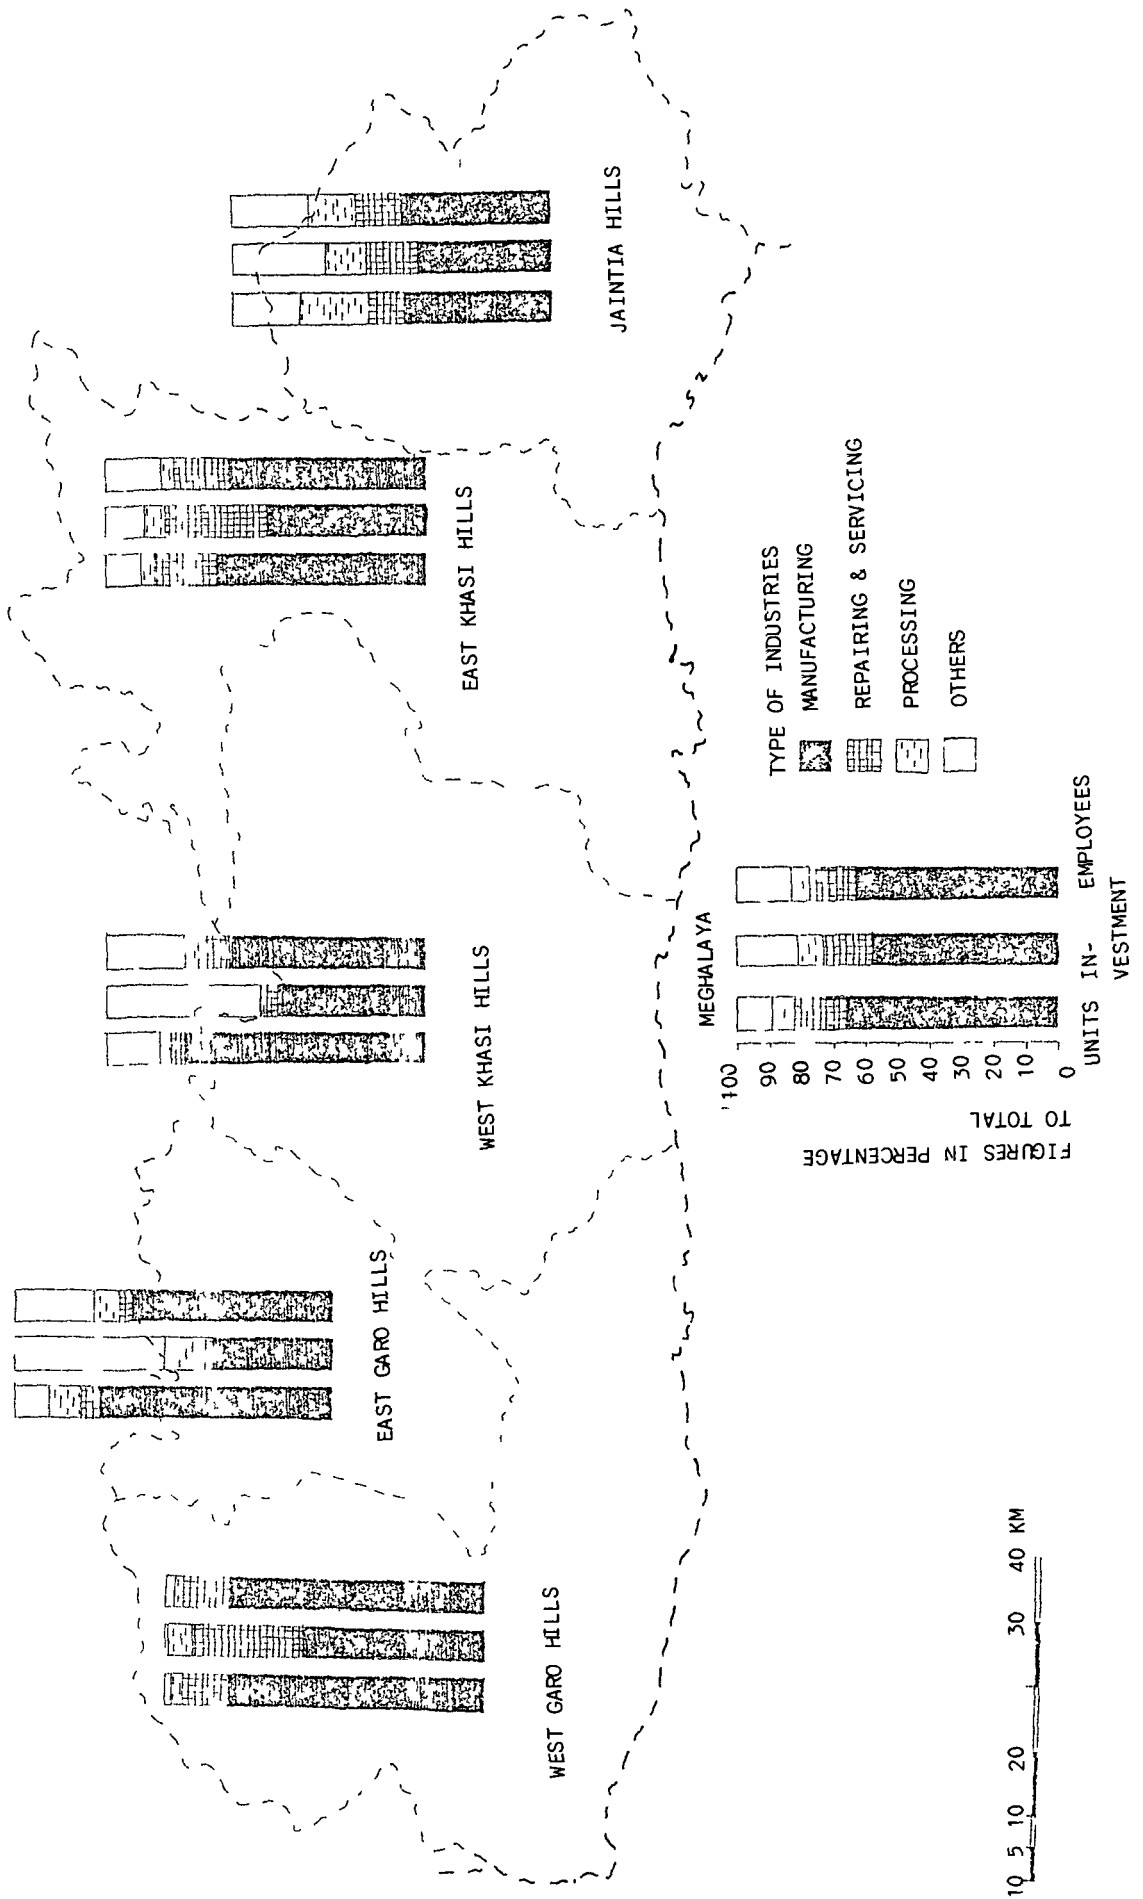 WEST GARO HILLS
EAST GARO HILLS
WEST KHASI HILLS
EAST KHASI HILLS
JAINTIA HILLS
MEGHALAYA
TYPE OF INDUSTRIES
MANUFACTURING
REPAIRING & SERVICING
PROCESSING
OTHERS
FIGURES IN PERCENTAGE
TO TOTAL
100
90
80
70
60
50
40
30
20
10
0
UNITS IN- EMPLOYEES
VESTMENT
10 5 10 20 30 40 KM